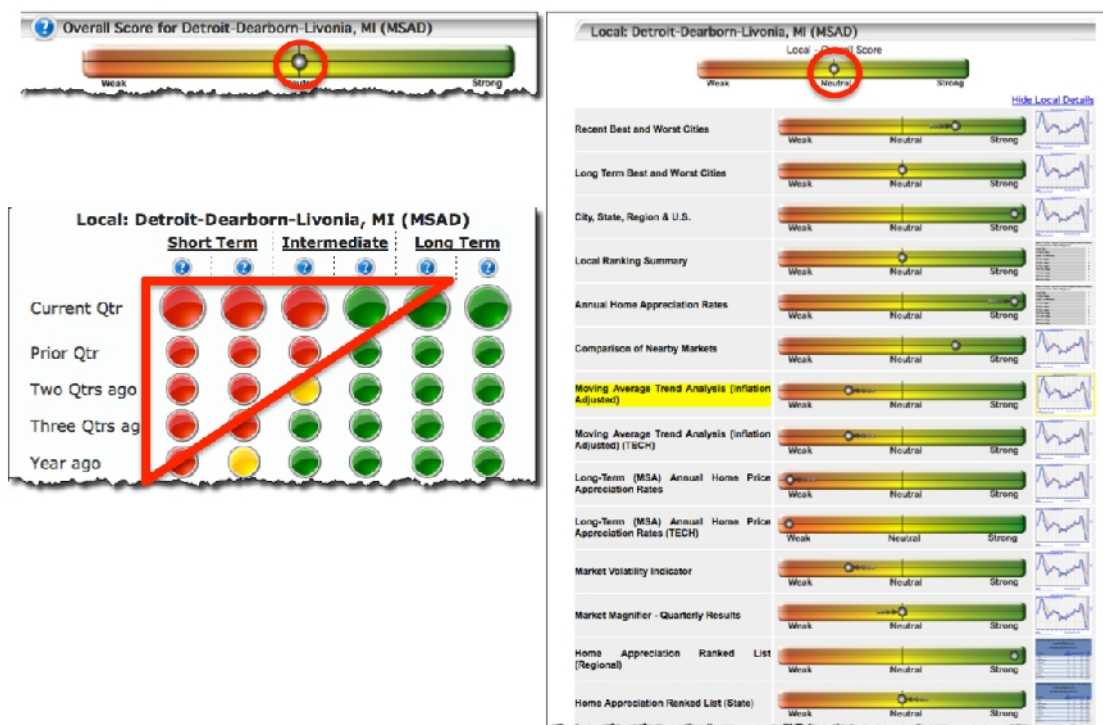 Overall Score for Detroit-Dearborn-Livonia, MI (MSAD)
Weak Neutral Strong
Local: Detroit-Dearborn-Livonia, MI (MSAD)
Short Term Intermediate Long Term
? ? ? ? ? ?
Current Qtr
Prior Qtr
Two Qtrs ago
Three Qtrs ag
Year ago
Local: Detroit-Dearborn-Livonia, MI (MSAD)
Local - Overall Score
Weak Neutral Strong
Hide Local Details
Recent Best and Worst Cities
Weak Neutral Strong
Long Term Best and Worst Cities
Weak Neutral Strong
City, State, Region & U.S.
Weak Neutral Strong
Local Ranking Summary
Weak Neutral Strong
Annual Home Appreciation Rates
Weak Neutral Strong
Comparison of Nearby Markets
Weak Neutral Strong
Moving Average Trend Analysis (Inflation
Adjusted)
Weak Neutral Strong
Moving Average Trend Analysis (Inflation
Adjusted) (TECH)
Weak Neutral Strong
Long-Term (MSA) Annual Home Price
Appreciation Rates
Weak Neutral Strong
Long-Term (MSA) Annual Home Price
Appreciation Rates (TECH)
Weak Neutral Strong
Market Volatility Indicator
Weak Neutral Strong
Market Magnifier - Quarterly Results
Weak Neutral Strong
Home Appreciation Ranked List
(Regional)
Weak Neutral Strong
Home Appreciation Ranked List (State)
Weak Neutral Strong